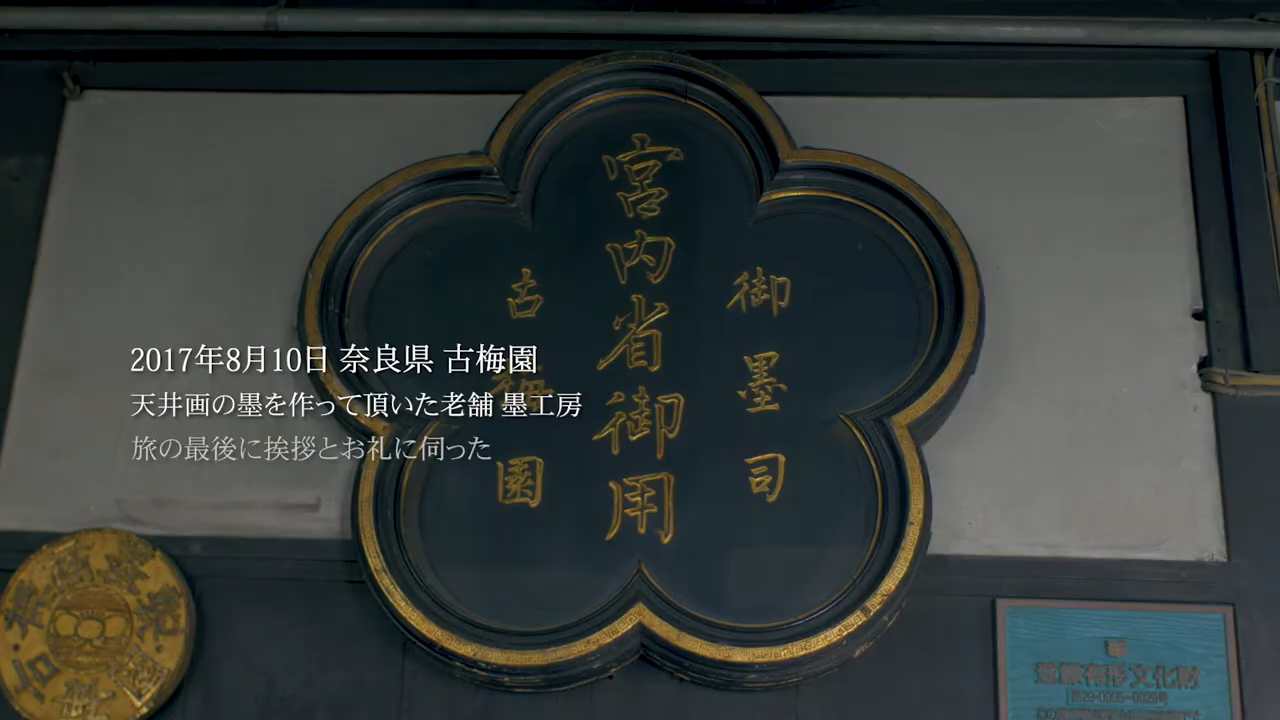 御墨司
宮内省御用
古梅園
2017年8月10日 奈良県 古梅園
天井画の墨を作って頂いた老舗 墨工房
旅の最後に挨拶とお礼に伺った
登録有形文化財